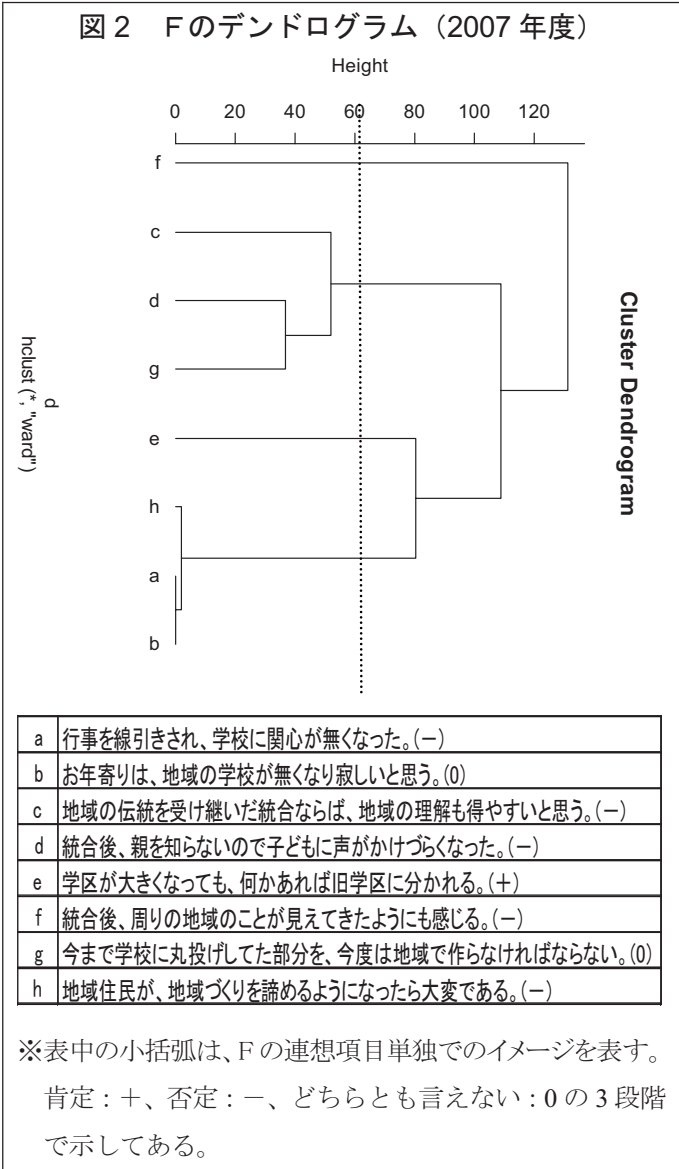 図2 Fのデンドログラム(2007 年度)
Height
0 20 40 60 80 100 120
f
c
d
g
e
h
a
b
Cluster Dendrogram
d
hclust (*, "ward")
a 行事を線引きされ、学校に関心が無くなった。(−)
b お年寄りは、地域の学校が無くなり寂しいと思う。(0)
c 地域の伝統を受け継いだ統合ならば、地域の理解も得やすいと思う。(−)
d 統合後、親を知らないので子どもに声がかけづらくなった。(−)
e 学区が大きくなっても、何かあれば旧学区に分かれる。(+)
f 統合後、周りの地域のことが見えてきたようにも感じる。(−)
g 今まで学校に丸投げしてた部分を、今度は地域で作らなければならない。(0)
h 地域住民が、地域づくりを諦めるようになったら大変である。(−)
※表中の小括弧は、Fの連想項目単独でのイメージを表す。
肯定:+、否定:−、どちらとも言えない:0 の 3 段階
で示してある。